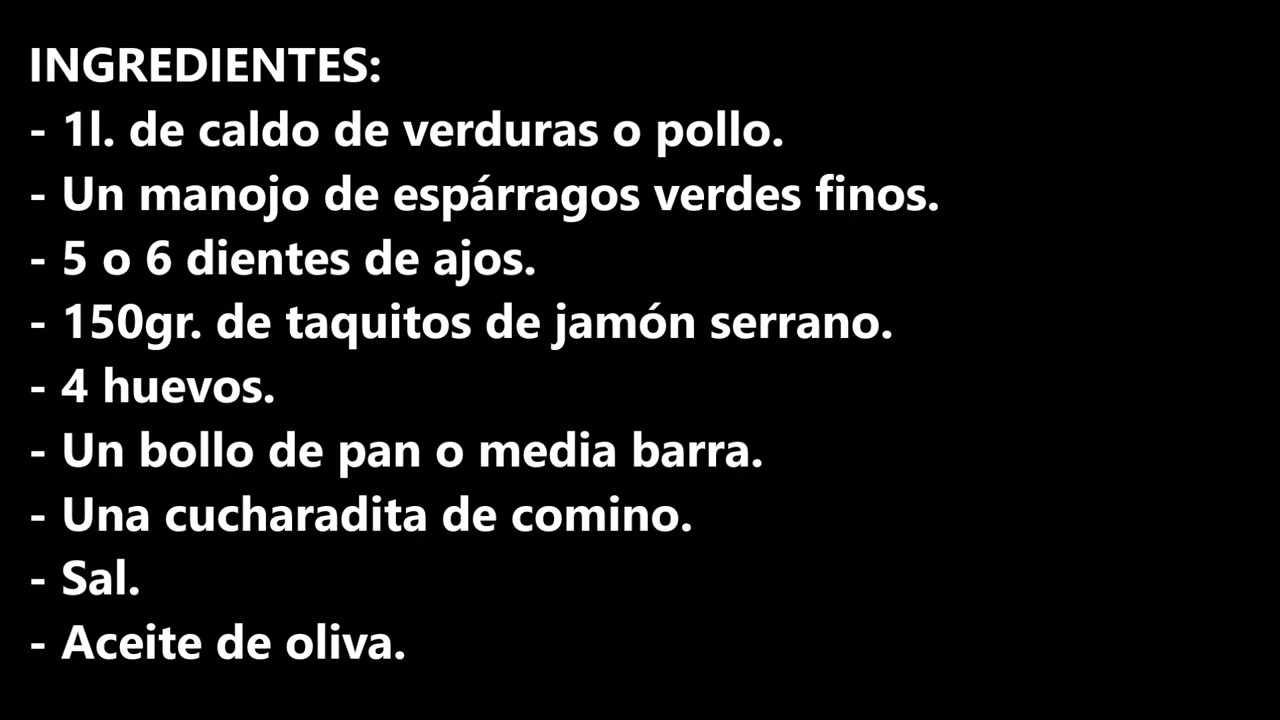 INGREDIENTES:
- 1l. de caldo de verduras o pollo.
- Un manojo de espárragos verdes finos.
- 5 o 6 dientes de ajos.
- 150gr. de taquitos de jamón serrano.
- 4 huevos.
- Un bollo de pan o media barra.
- Una cucharadita de comino.
- Sal.
- Aceite de oliva.